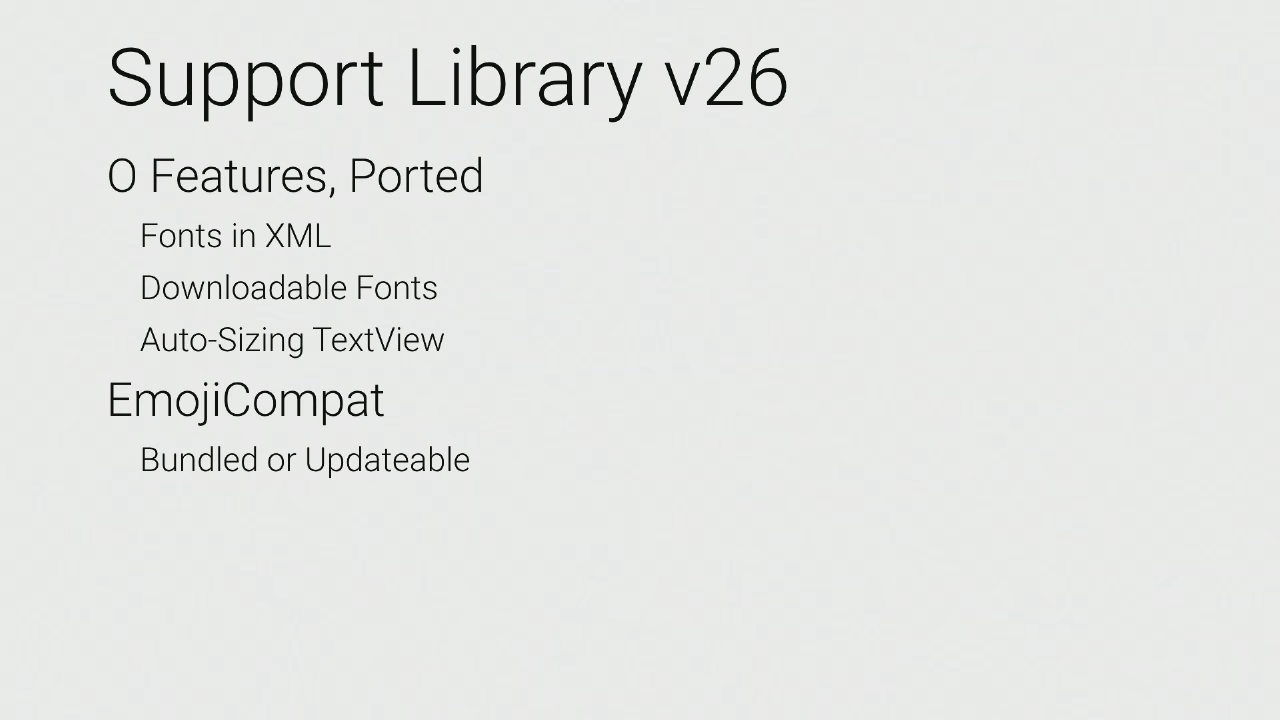 Support Library v26
O Features, Ported
Fonts in XML
Downloadable Fonts
Auto-Sizing TextView
EmojiCompat
Bundled or Updateable